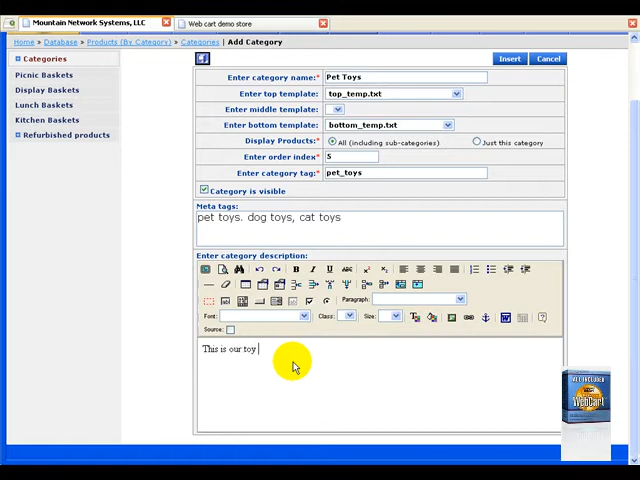 Mountain Network Systems, LLC
Web cart demo store
Home > Database > Products (By Category) > Categories | Add Category
Categories
Picnic Baskets
Display Baskets
Lunch Baskets
Kitchen Baskets
Refurbished products
Insert
Cancel
Enter category name:* Pet Toys
Enter top template: top_temp.txt
Enter middle template:
Enter bottom template: bottom_temp.txt
Display Products:* All (including sub-categories) Just this category
Enter order index* 5
Enter category tag:* pet_toys
Category is visible
Meta tags:
pet toys. dog toys, cat toys
Enter category description:
B I U ABC
Paragraph:
Font: Class: Size:
Source:
This is our toy
ALL INCLUDED
WebCart